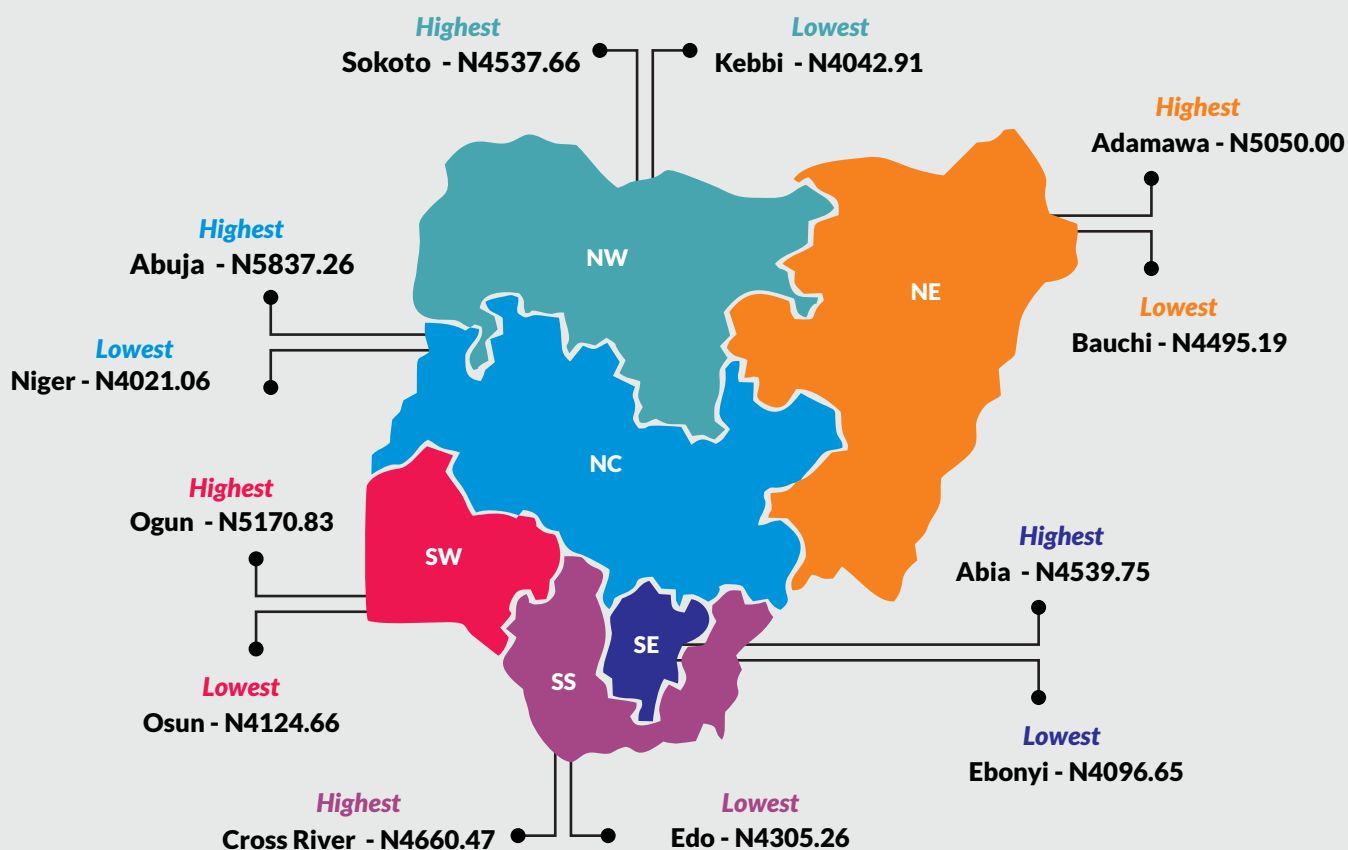 Highest
Sokoto - N4537.66
Lowest
Kebbi - N4042.91
Highest
Adamawa - N5050.00
Highest
Abuja - N5837.26
NW
NE
Lowest
Bauchi - N4495.19
Lowest
Niger - N4021.06
NC
Highest
Ogun - N5170.83
SW
Highest
Abia - N4539.75
SE
SS
Lowest
Osun - N4124.66
Lowest
Ebonyi - N4096.65
Highest
Cross River - N4660.47
Lowest
Edo - N4305.26